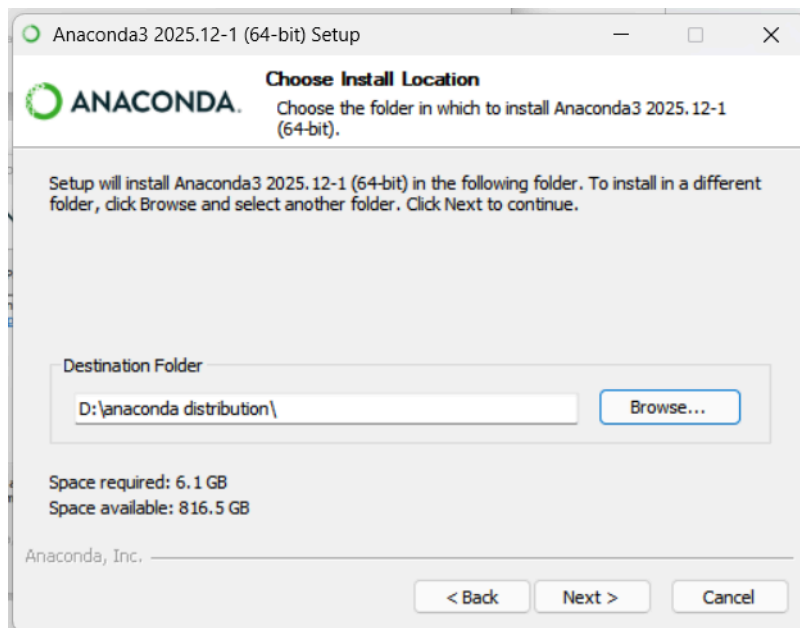 Anaconda3 2025.12-1 (64-bit) Setup
ANACONDA.
Choose Install Location
Choose the folder in which to install Anaconda3 2025.12-1
(64-bit).
Setup will install Anaconda3 2025.12-1 (64-bit) in the following folder. To install in a different
folder, click Browse and select another folder. Click Next to continue.
Destination Folder
D:\anaconda distribution\
Browse...
Space required: 6.1 GB
Space available: 816.5 GB
Anaconda, Inc.
< Back
Next >
Cancel